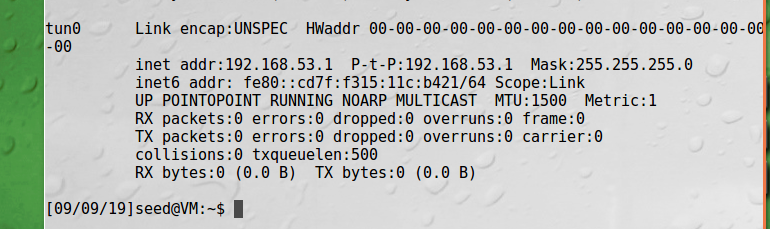 tun0      Link encap:UNSPEC  HWaddr 00-00-00-00-00-00-00-00-00-00-00-00-00-00-00
-00
          inet addr:192.168.53.1  P-t-P:192.168.53.1  Mask:255.255.255.0
          inet6 addr: fe80::cd7f:f315:11c:b421/64 Scope:Link
          UP POINTOPOINT RUNNING NOARP MULTICAST  MTU:1500  Metric:1
          RX packets:0 errors:0 dropped:0 overruns:0 frame:0
          TX packets:0 errors:0 dropped:0 overruns:0 carrier:0
          collisions:0 txqueuelen:500
          RX bytes:0 (0.0 B)  TX bytes:0 (0.0 B)
[09/09/19]seed@VM:~$